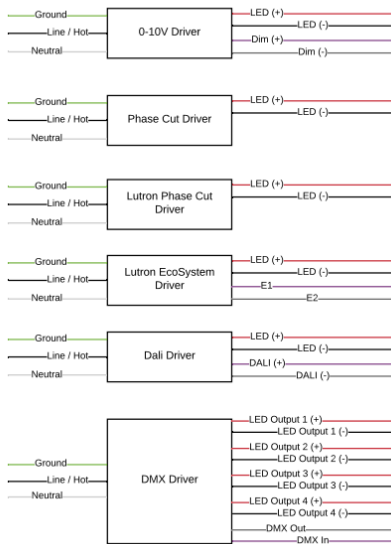 Ground
Line / Hot
Neutral
0-10V Driver
LED (+)
LED (-)
Dim (+)
Dim (-)
Ground
Line / Hot
Neutral
Phase Cut Driver
LED (+)
LED (-)
Ground
Line / Hot
Neutral
Lutron Phase Cut
Driver
LED (+)
LED (-)
Ground
Line / Hot
Neutral
Lutron EcoSystem
Driver
LED (+)
LED (-)
E1
E2
Ground
Line / Hot
Neutral
Dali Driver
LED (+)
LED (-)
DALI (+)
DALI (-)
Ground
Line / Hot
Neutral
DMX Driver
LED Output 1 (+)
LED Output 1 (-)
LED Output 2 (+)
LED Output 2 (-)
LED Output 3 (+)
LED Output 3 (-)
LED Output 4 (+)
LED Output 4 (-)
DMX Out
DMX In